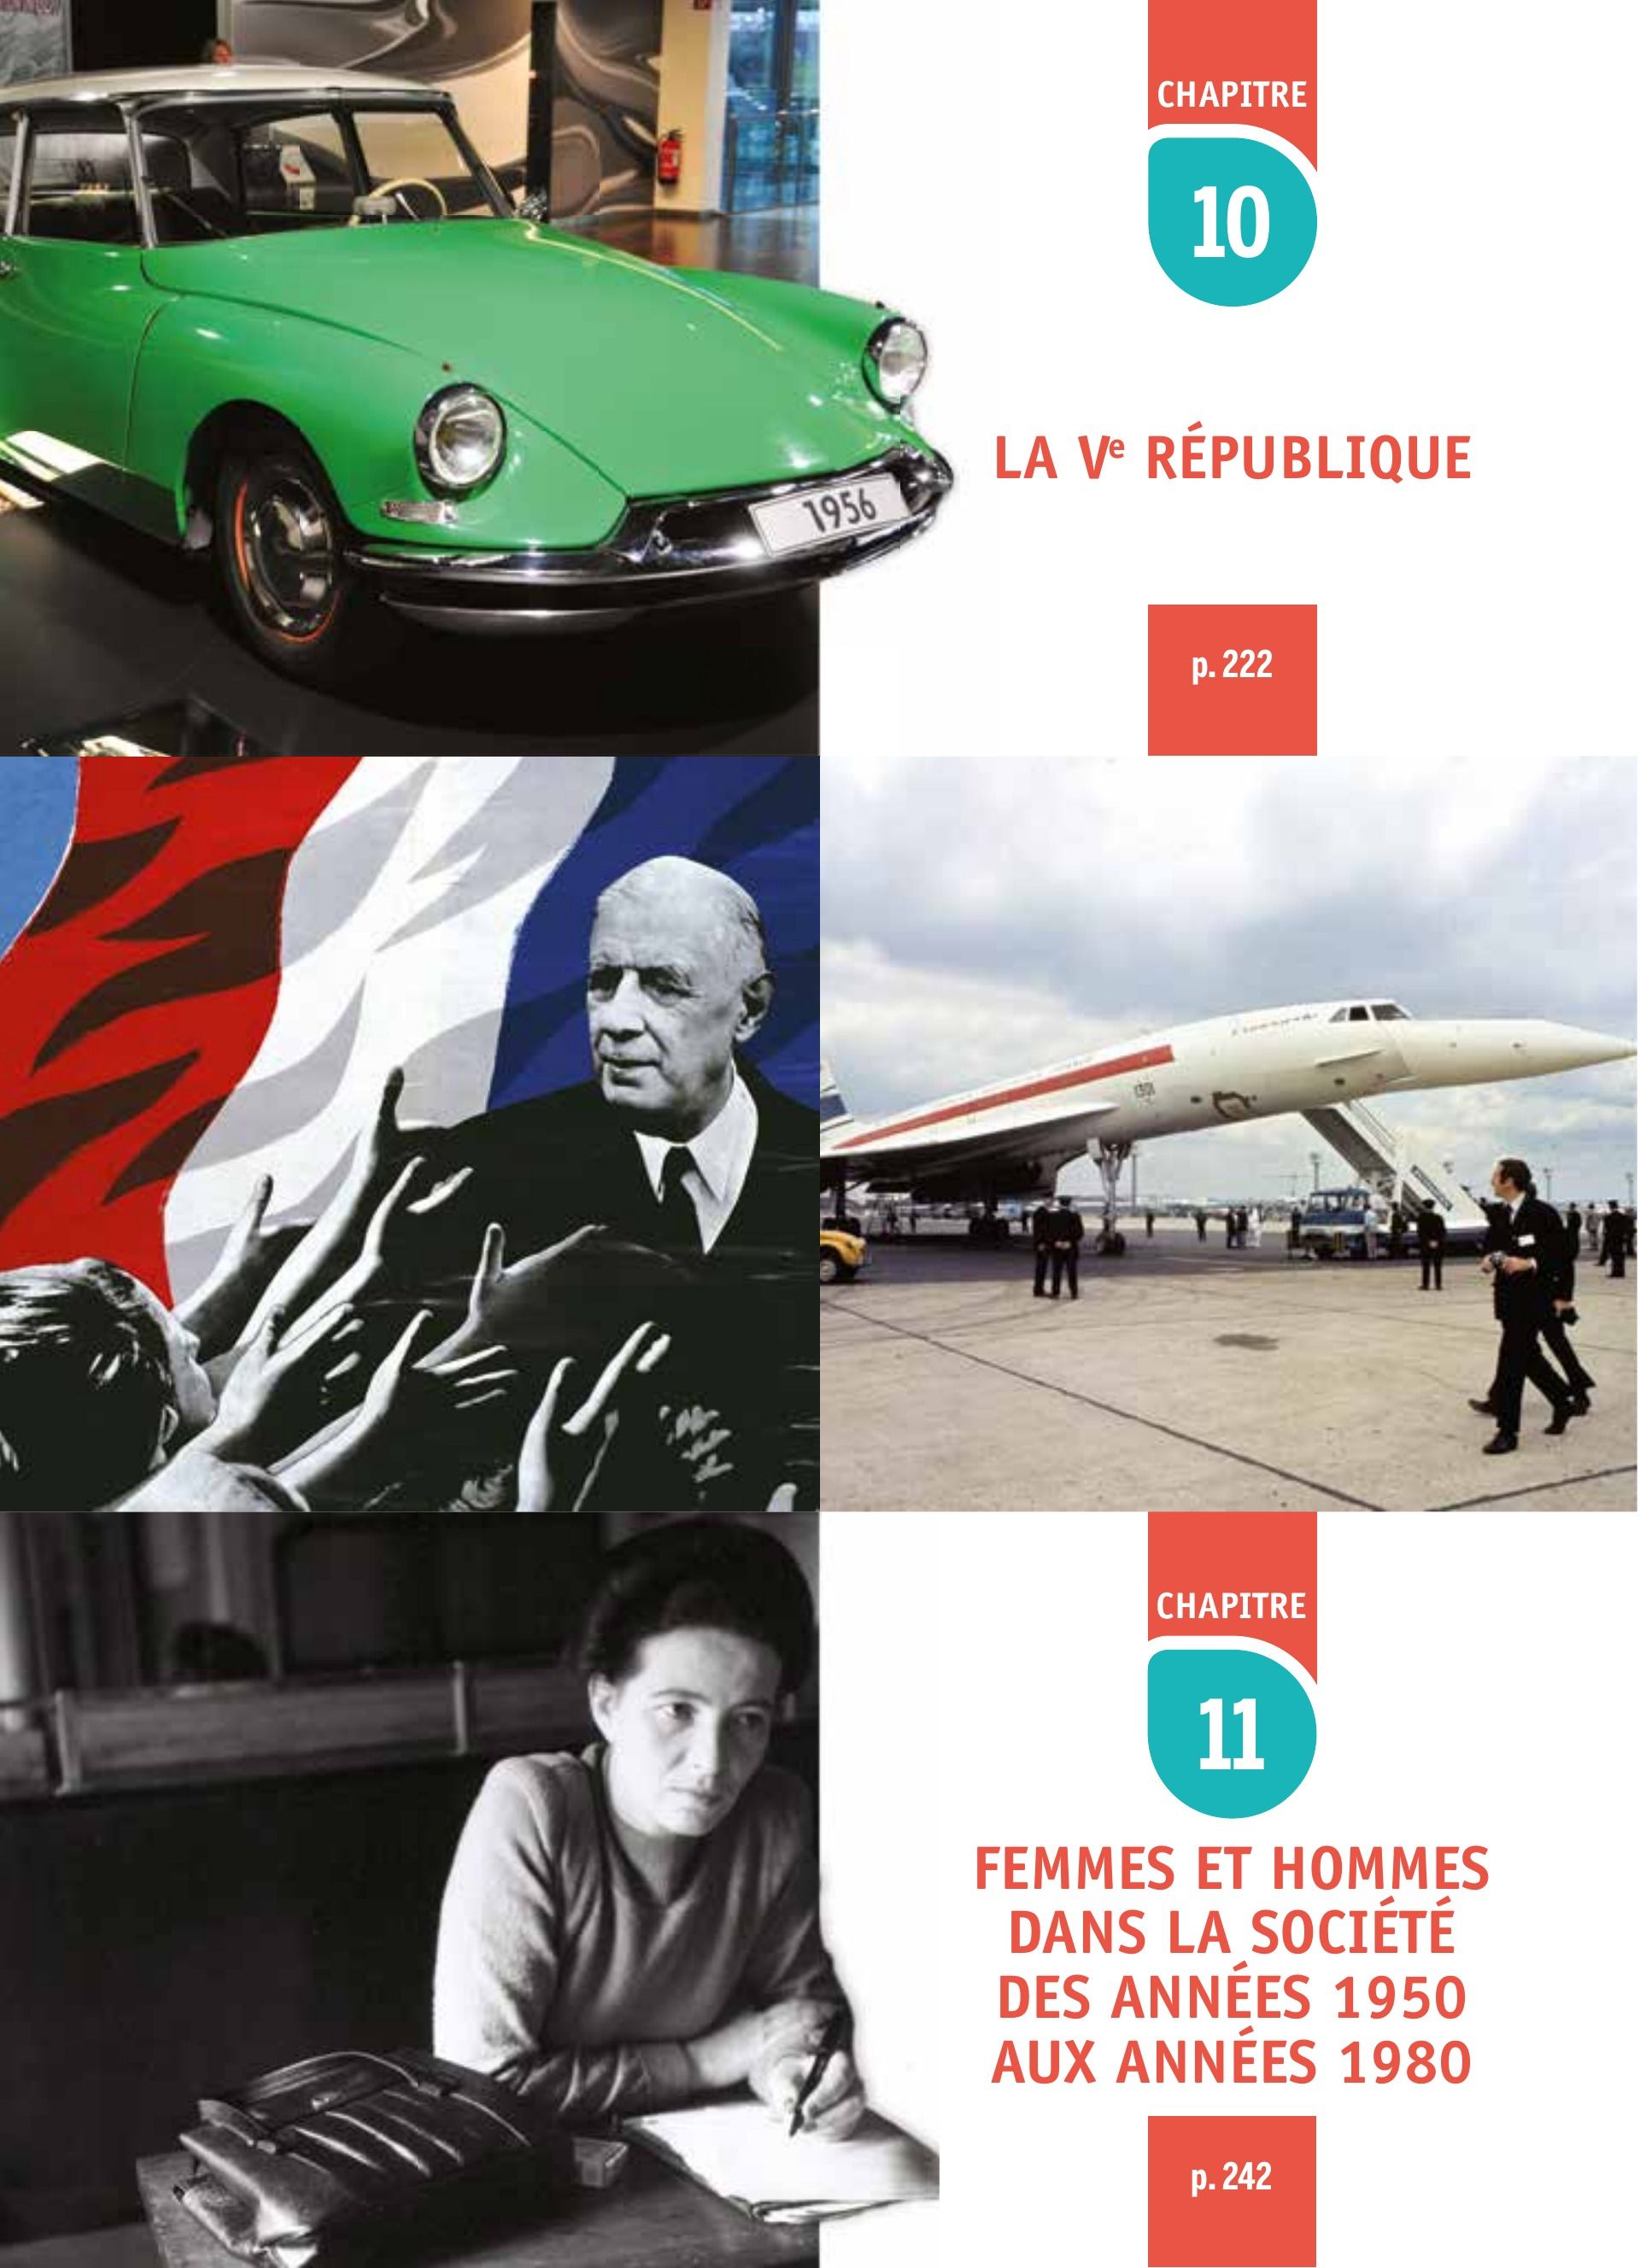 CHAPITRE
10
LA Ve RÉPUBLIQUE
1956
p. 222
CHAPITRE
11
FEMMES ET HOMMES
DANS LA SOCIÉTÉ
DES ANNÉES 1950
AUX ANNÉES 1980
p. 242